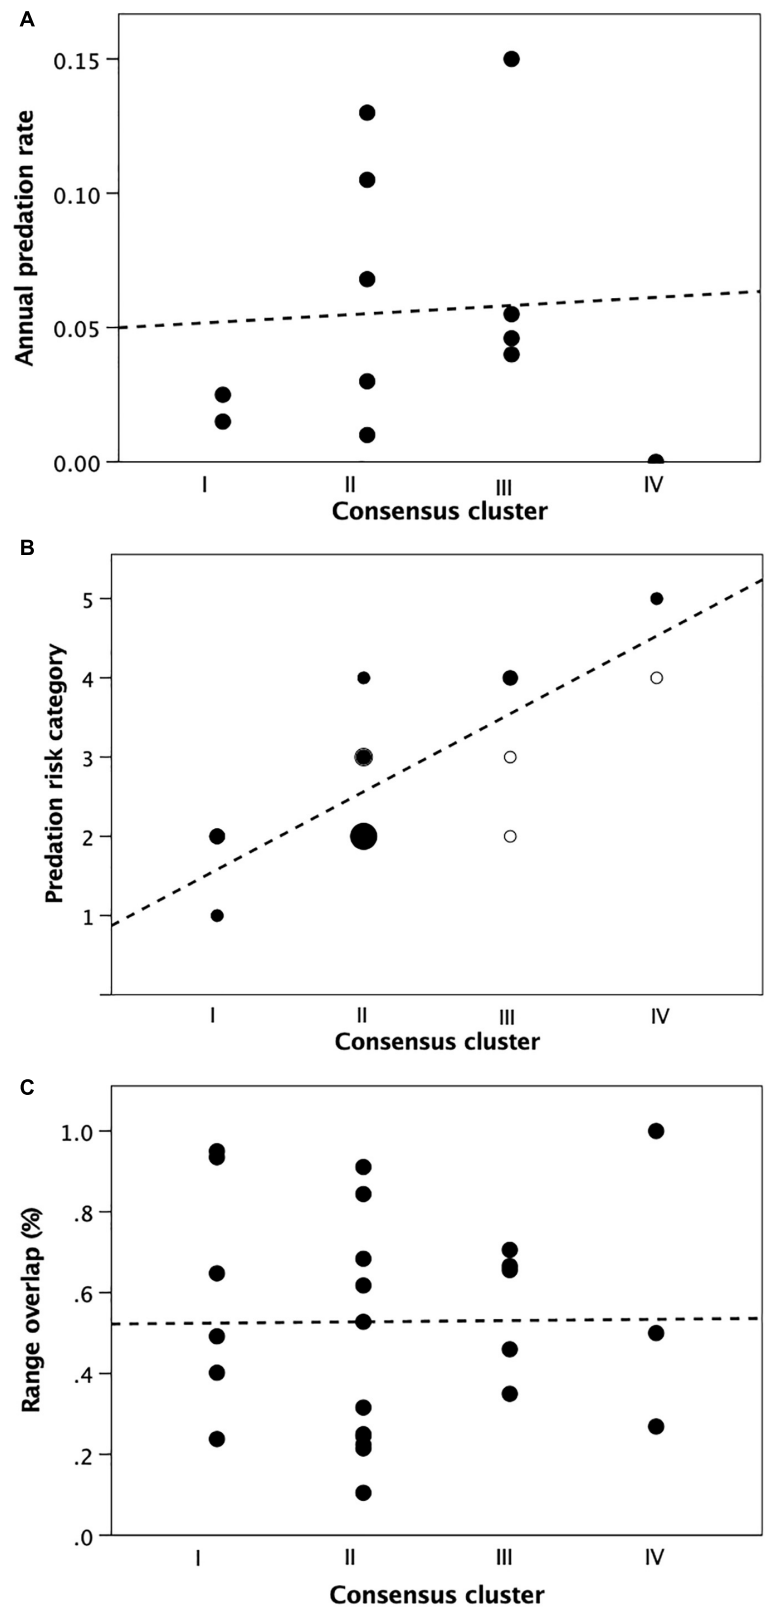 A
Annual predation rate
0.15
0.10
0.05
0.00
I II III IV
Consensus cluster
B
Predation risk category
5
4
3
2
1
I II III IV
Consensus cluster
C
Range overlap (%)
1.0
.8
.6
.4
.2
.0
I II III IV
Consensus cluster